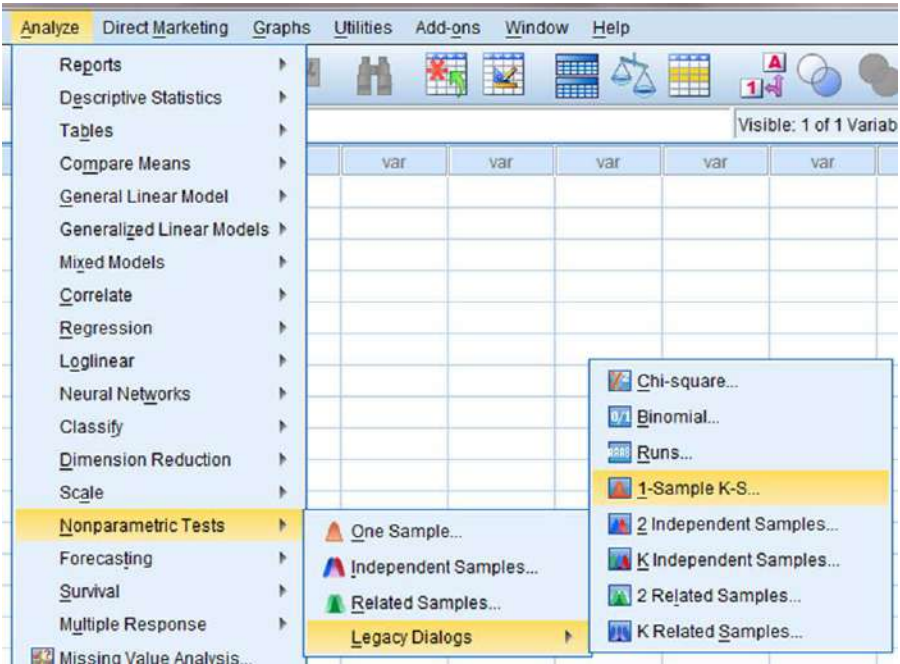 Analyze Direct Marketing Graphs Utilities Add-ons Window Help
Reports
Descriptive Statistics
Tables
Compare Means
General Linear Model
Generalized Linear Models
Mixed Models
Correlate
Regression
Loglinear
Neural Networks
Classify
Dimension Reduction
Scale
Nonparametric Tests
Forecasting
Survival
Multiple Response
Missing Value Analysis...
A
1
Visible: 1 of 1 Variab
var var var var var
One Sample...
Independent Samples...
Related Samples...
Legacy Dialogs
Chi-square...
0/1 Binomial...
Runs...
1-Sample K-S...
2 Independent Samples...
K Independent Samples...
2 Related Samples...
K Related Samples...